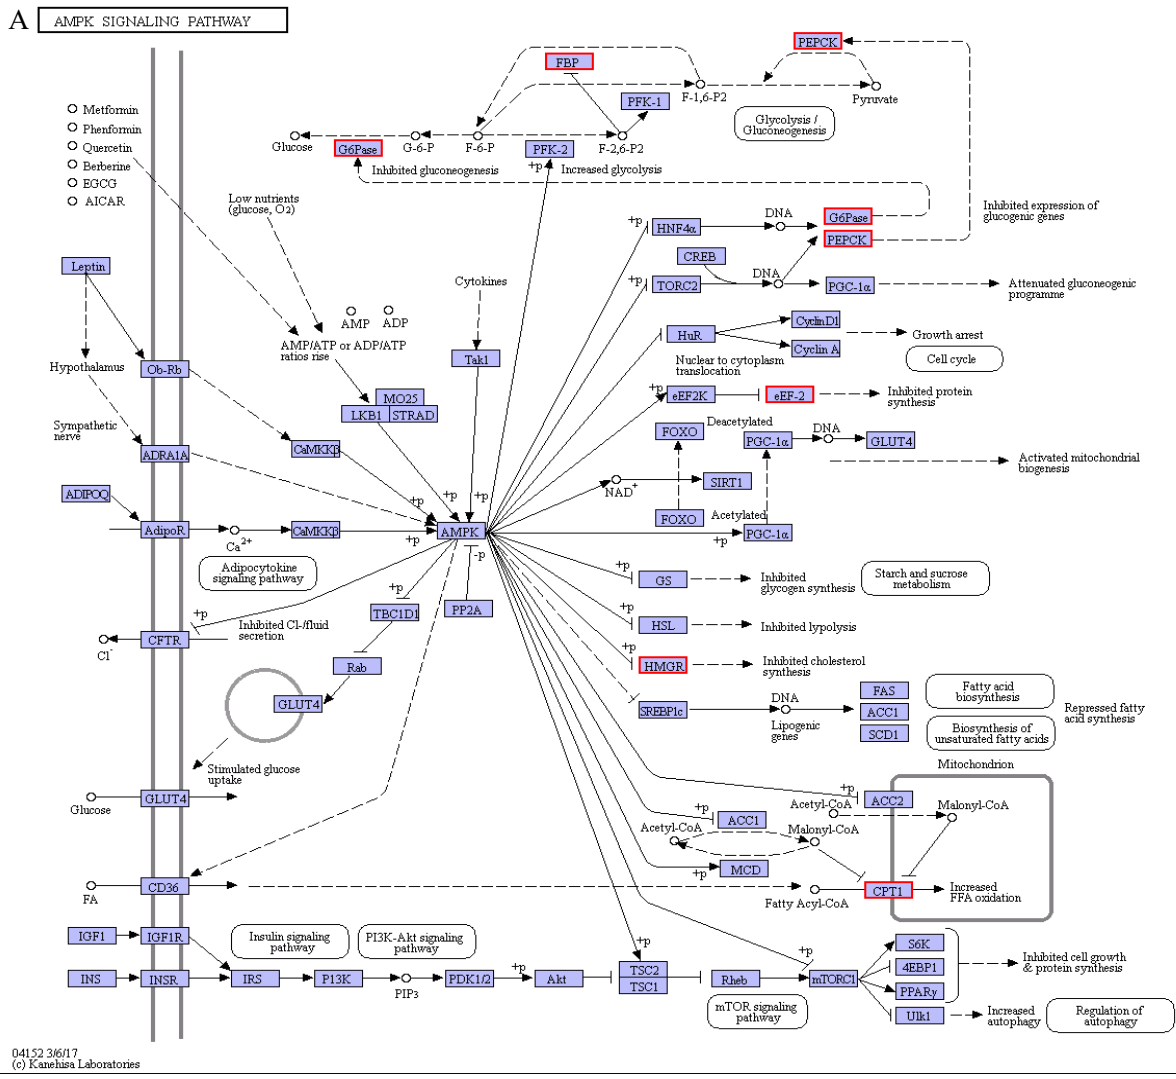 A
AMPK SIGNALING PATHWAY
Metformin
Phenformin
Quercetin
Berberine
EGCG
AICAR
FBP
PEPCK
PFK-1
F-1,6-P2
Pyruvate
Glycolysis /
Gluconeogenesis
Glucose
G6Pase
G-6-P
F-6-P
PFK-2
F-2,6-P2
+p
Inhibited gluconeogenesis
Increased glycolysis
Low nutrients
(glucose, O2)
+p
HNF4α
DNA
G6Pase
PEPCK
Inhibited expression of
glucogenic genes
CREB
+p
TORC2
DNA
PGC-1α
Attenuated gluconeogenic
programme
Leptin
Cytokines
AMP
ADP
AMP/ATP or ADP/ATP
ratios rise
HuR
CyclinD1
Cyclin A
Growth arrest
Cell cycle
Nuclear to cytoplasm
translocation
Hypothalamus
Ob-Rb
Tak1
MO25
LKB1
STRAD
+p
eEF2K
eEF-2
Inhibited protein
synthesis
Sympathetic
nerve
ADRA1A
CaMKKβ
FOXO
Deacetylated
PGC-1α
DNA
GLUT4
Activated mitochondrial
biogenesis
NAD+
SIRT1
ADIPOQ
+p
+p
+p
FOXO
Acetylated
AdipoR
Ca2+
CaMKKβ
+p
AMPK
-p
+p
PGC-1α
Adipocytokine
signaling pathway
+p
GS
Inhibited
glycogen synthesis
Starch and sucrose
metabolism
+p
+p
TBC1D1
PP2A
+p
HSL
Inhibited lypolysis
Cl-
CFTR
Inhibited Cl-/fluid
secretion
+p
HMGR
Inhibited cholesterol
synthesis
Rab
GLUT4
+p
SREBP1c
DNA
Lipogenic
genes
FAS
ACC1
SCD1
Fatty acid
biosynthesis
Biosynthesis of
unsaturated fatty acids
Repressed fatty
acid synthesis
Stimulated glucose
uptake
Glucose
GLUT4
Mitochondrion
+p
ACC2
Acetyl-CoA
Malonyl-CoA
+p
ACC1
Acetyl-CoA
Malonyl-CoA
MCD
+p
FA
CD36
Fatty Acyl-CoA
CPT1
Increased
FFA oxidation
IGF1
IGF1R
Insulin signaling
pathway
PI3K-Akt signaling
pathway
+p
+p
S6K
4EBP1
PPARγ
Ulk1
Inhibited cell growth
& protein synthesis
INS
INSR
IRS
P13K
PIP3
PDK1/2
+p
Akt
TSC2
TSC1
Rheb
mTORC1
mTOR signaling
pathway
Increased
autophagy
Regulation of
autophagy
04152 3/6/17
(c) Kanehisa Laboratories